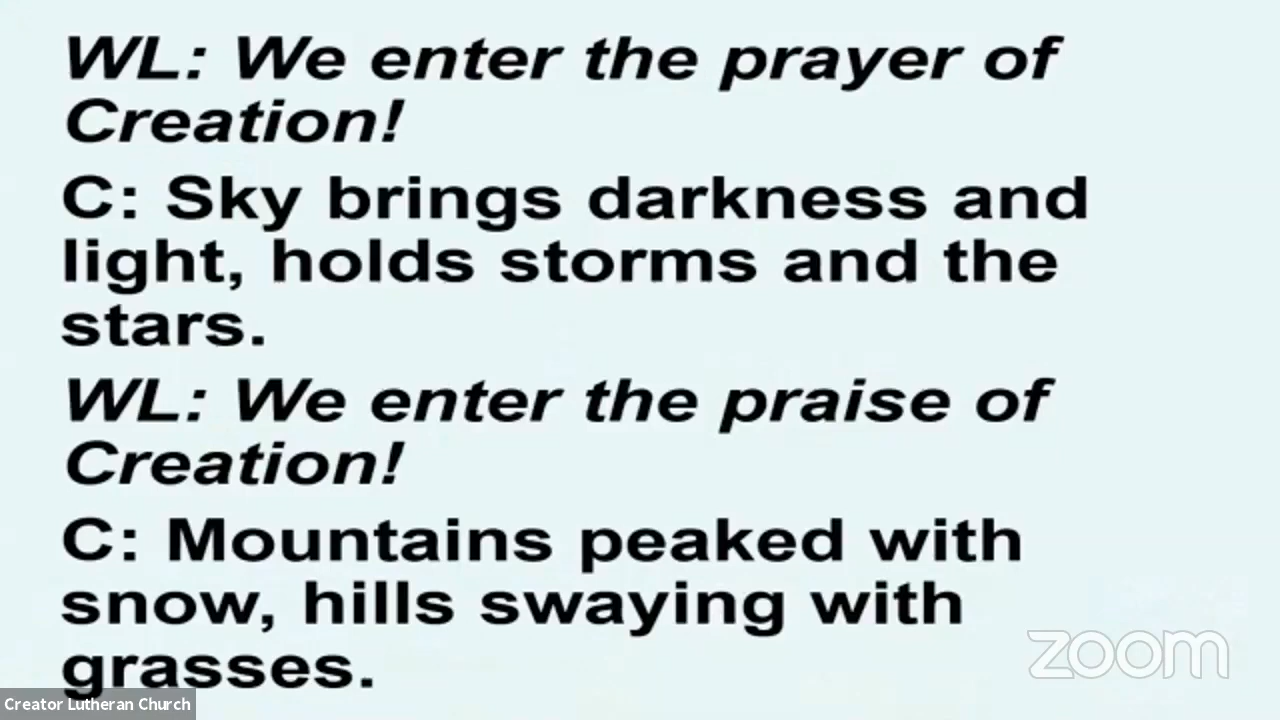 WL: We enter the prayer of
Creation!
C: Sky brings darkness and
light, holds storms and the
stars.
WL: We enter the praise of
Creation!
C: Mountains peaked with
snow, hills swaying with
grasses.
zoom
Creator Lutheran Church